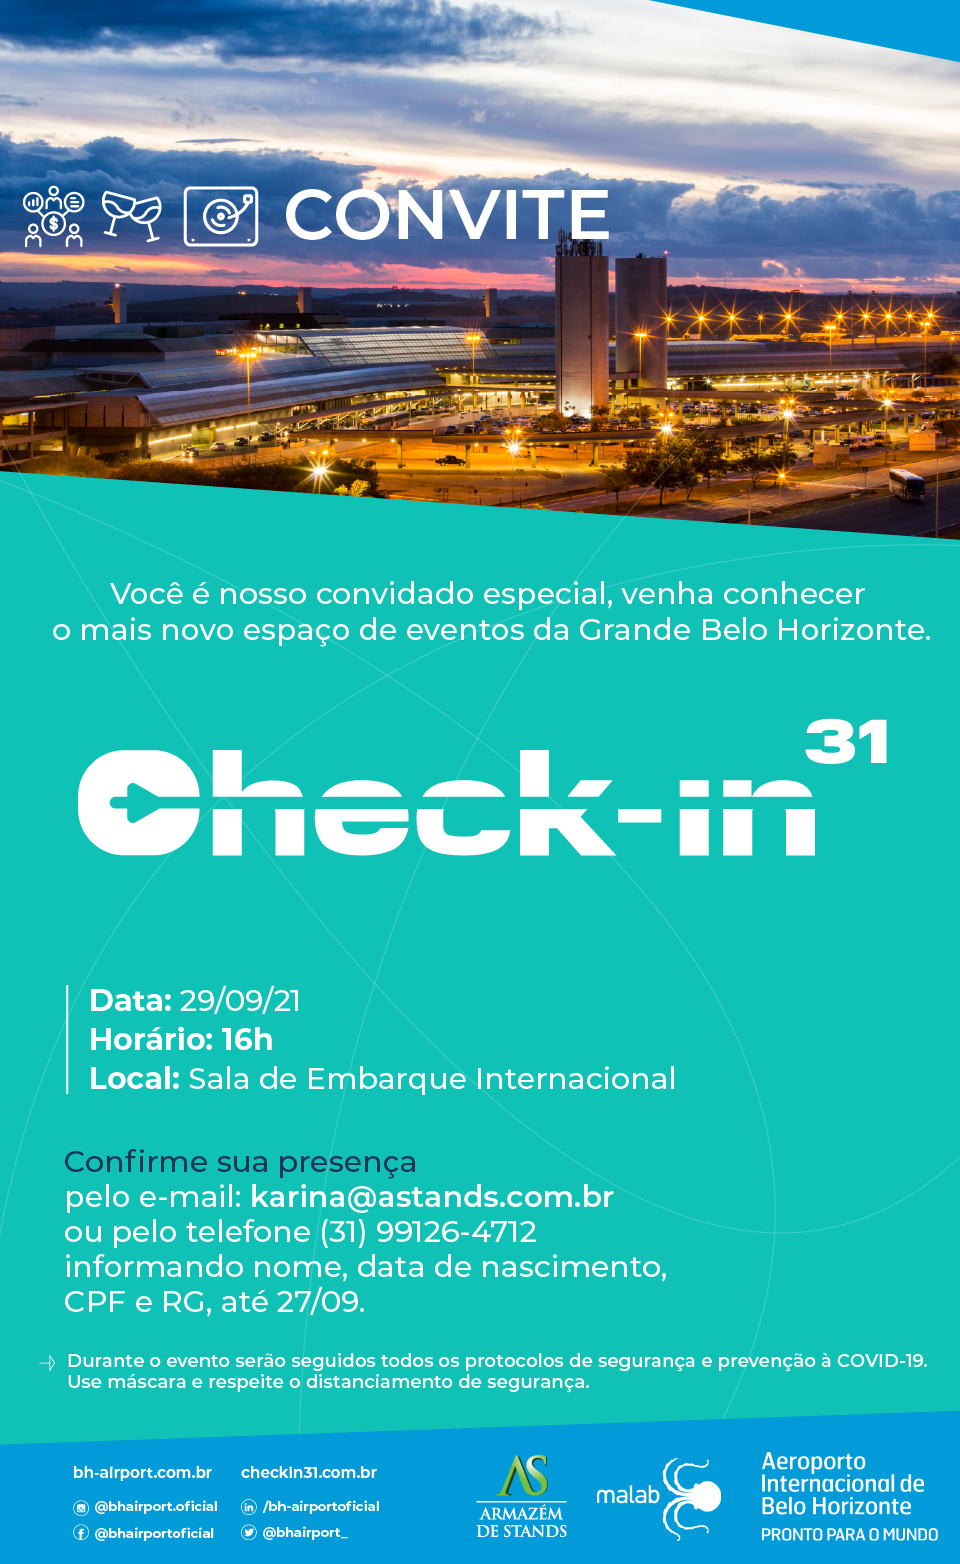 CONVITE
Você é nosso convidado especial, venha conhecer
o mais novo espaço de eventos da Grande Belo Horizonte.
Check-in 31
Data: 29/09/21
Horário: 16h
Local: Sala de Embarque Internacional
Confirme sua presença
pelo e-mail: karina@astands.com.br
ou pelo telefone (31) 99126-4712
informando nome, data de nascimento,
CPF e RG, até 27/09.
Durante o evento serão seguidos todos os protocolos de segurança e prevenção à COVID-19.
Use máscara e respeite o distanciamento de segurança.
bh-airport.com.br
@bhairport.oficial
@bhairportoficial
checkin31.com.br
/bh-airportoficial
@bhairport_
AS
ARMAZÉM
DE STANDS
malab
Aeroporto
Internacional de
Belo Horizonte
PRONTO PARA O MUNDO